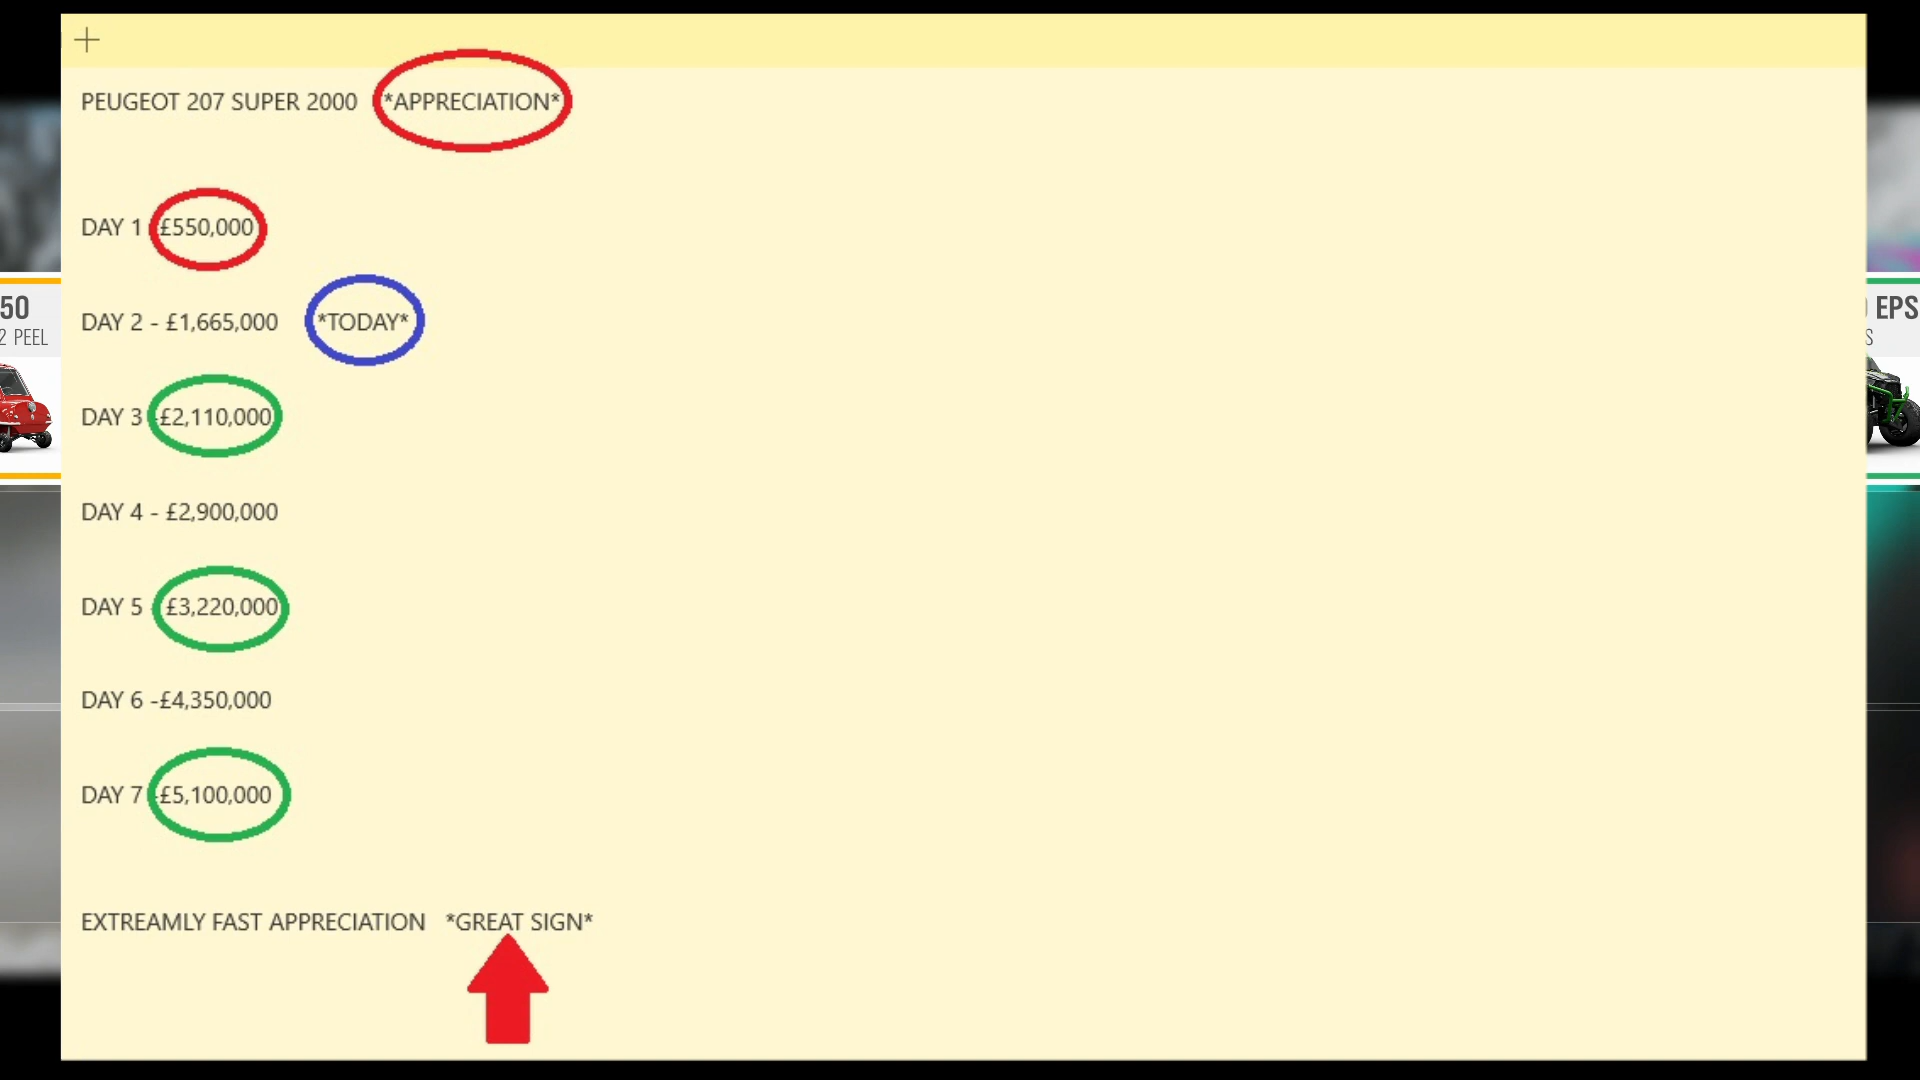 PEUGEOT 207 SUPER 2000 *APPRECIATION*
DAY 1 £550,000
DAY 2 - £1,665,000 *TODAY*
50
EPS
2 PEEL
S
DAY 3 -£2,110,000
DAY 4 - £2,900,000
DAY 5 £3,220,000
DAY 6 -£4,350,000
DAY 7 -£5,100,000
EXTREAMLY FAST APPRECIATION *GREAT SIGN*